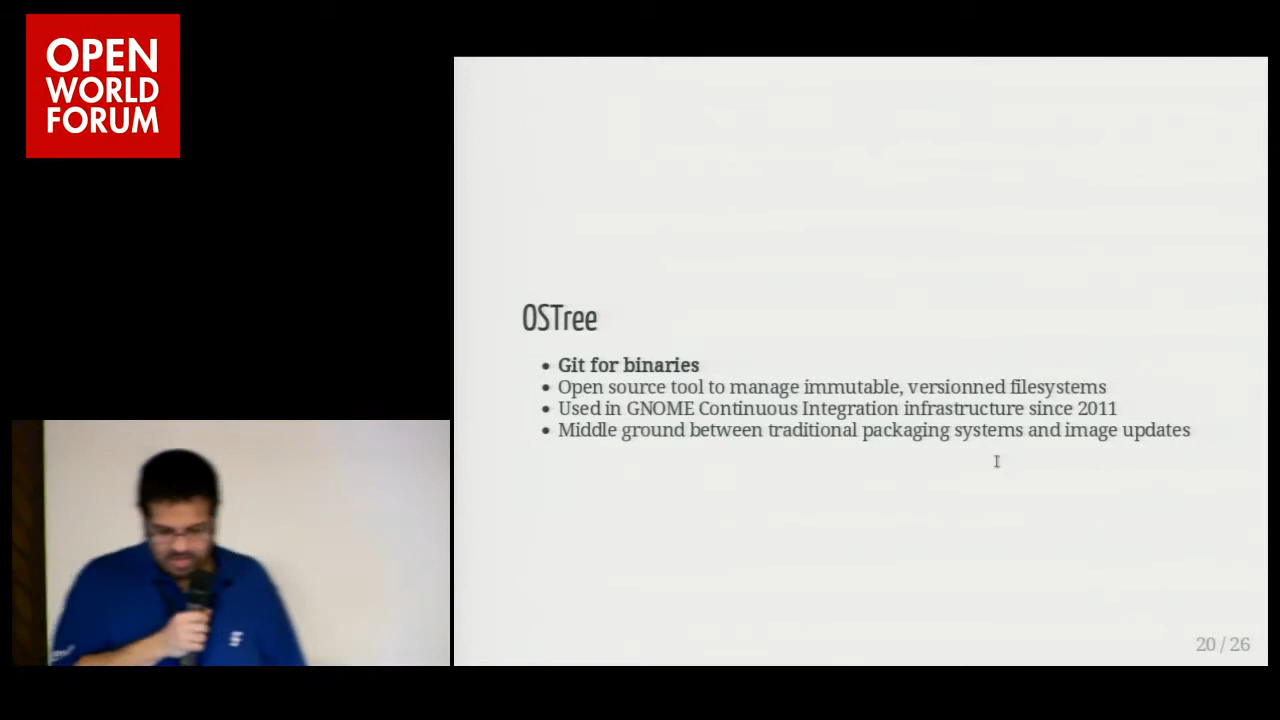 OPEN
WORLD
FORUM
OSTree
• Git for binaries
• Open source tool to manage immutable, versionned filesystems
• Used in GNOME Continuous Integration infrastructure since 2011
• Middle ground between traditional packaging systems and image updates
20 / 26